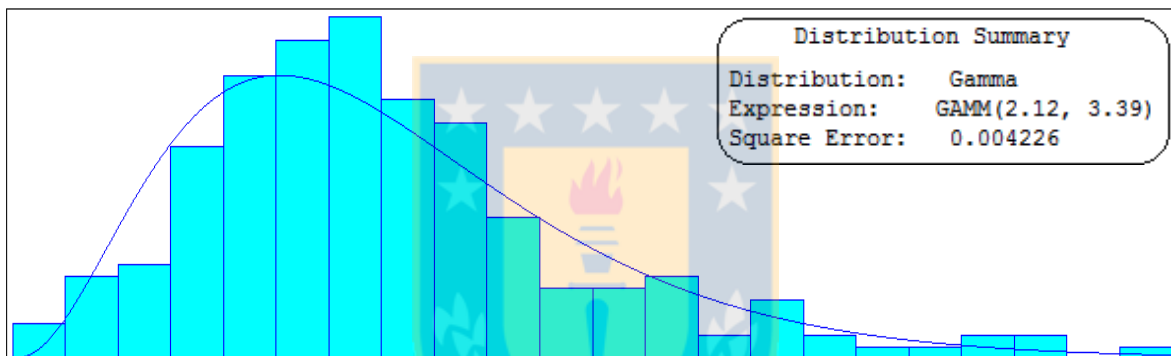 Distribution Summary
Distribution: Gamma
Expression: GAMM(2.12, 3.39)
Square Error: 0.004226